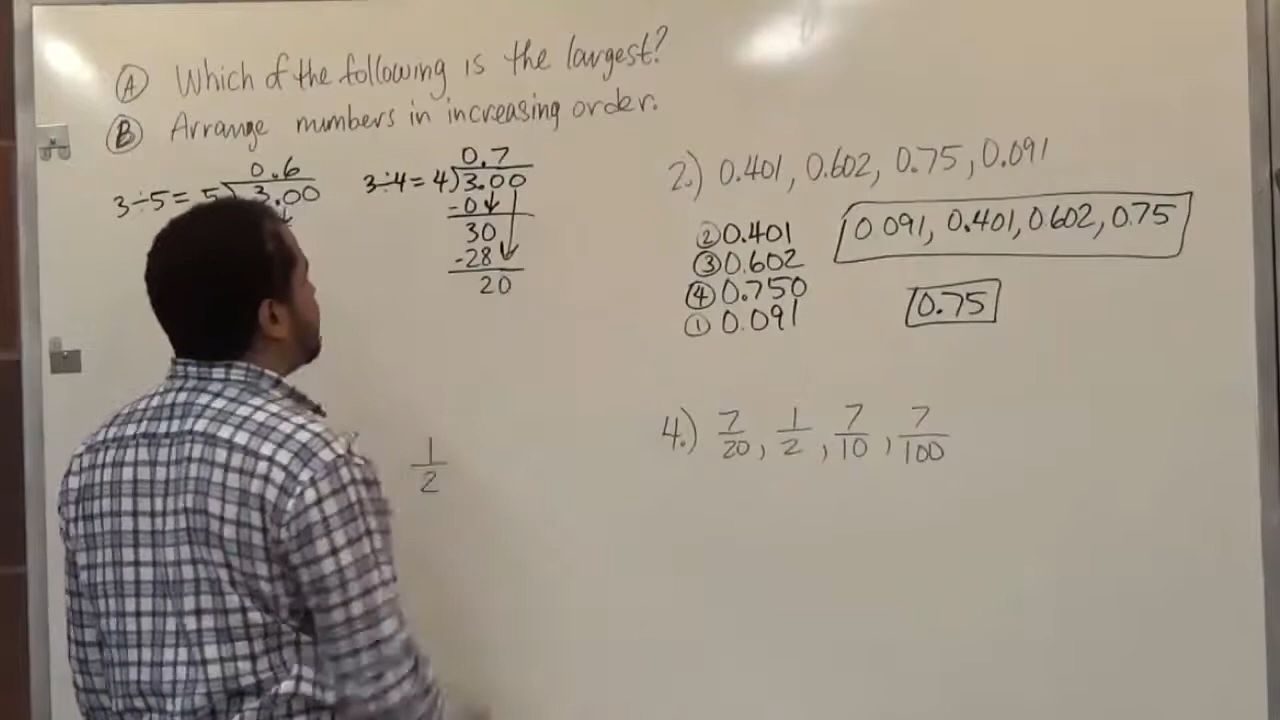 Ⓐ Which of the following is the largest?
Ⓑ Arrange numbers in increasing order.
0.6
3÷5 = 5)3.00
0.7
3÷4 = 4)3.00
-0↓
30
-28
20
1/2
2.) 0.401, 0.602, 0.75, 0.091
② 0.401
③ 0.602
④ 0.750
① 0.091
0.091, 0.401, 0.602, 0.75
0.75
4.) 7/20, 1/2, 7/10, 7/100